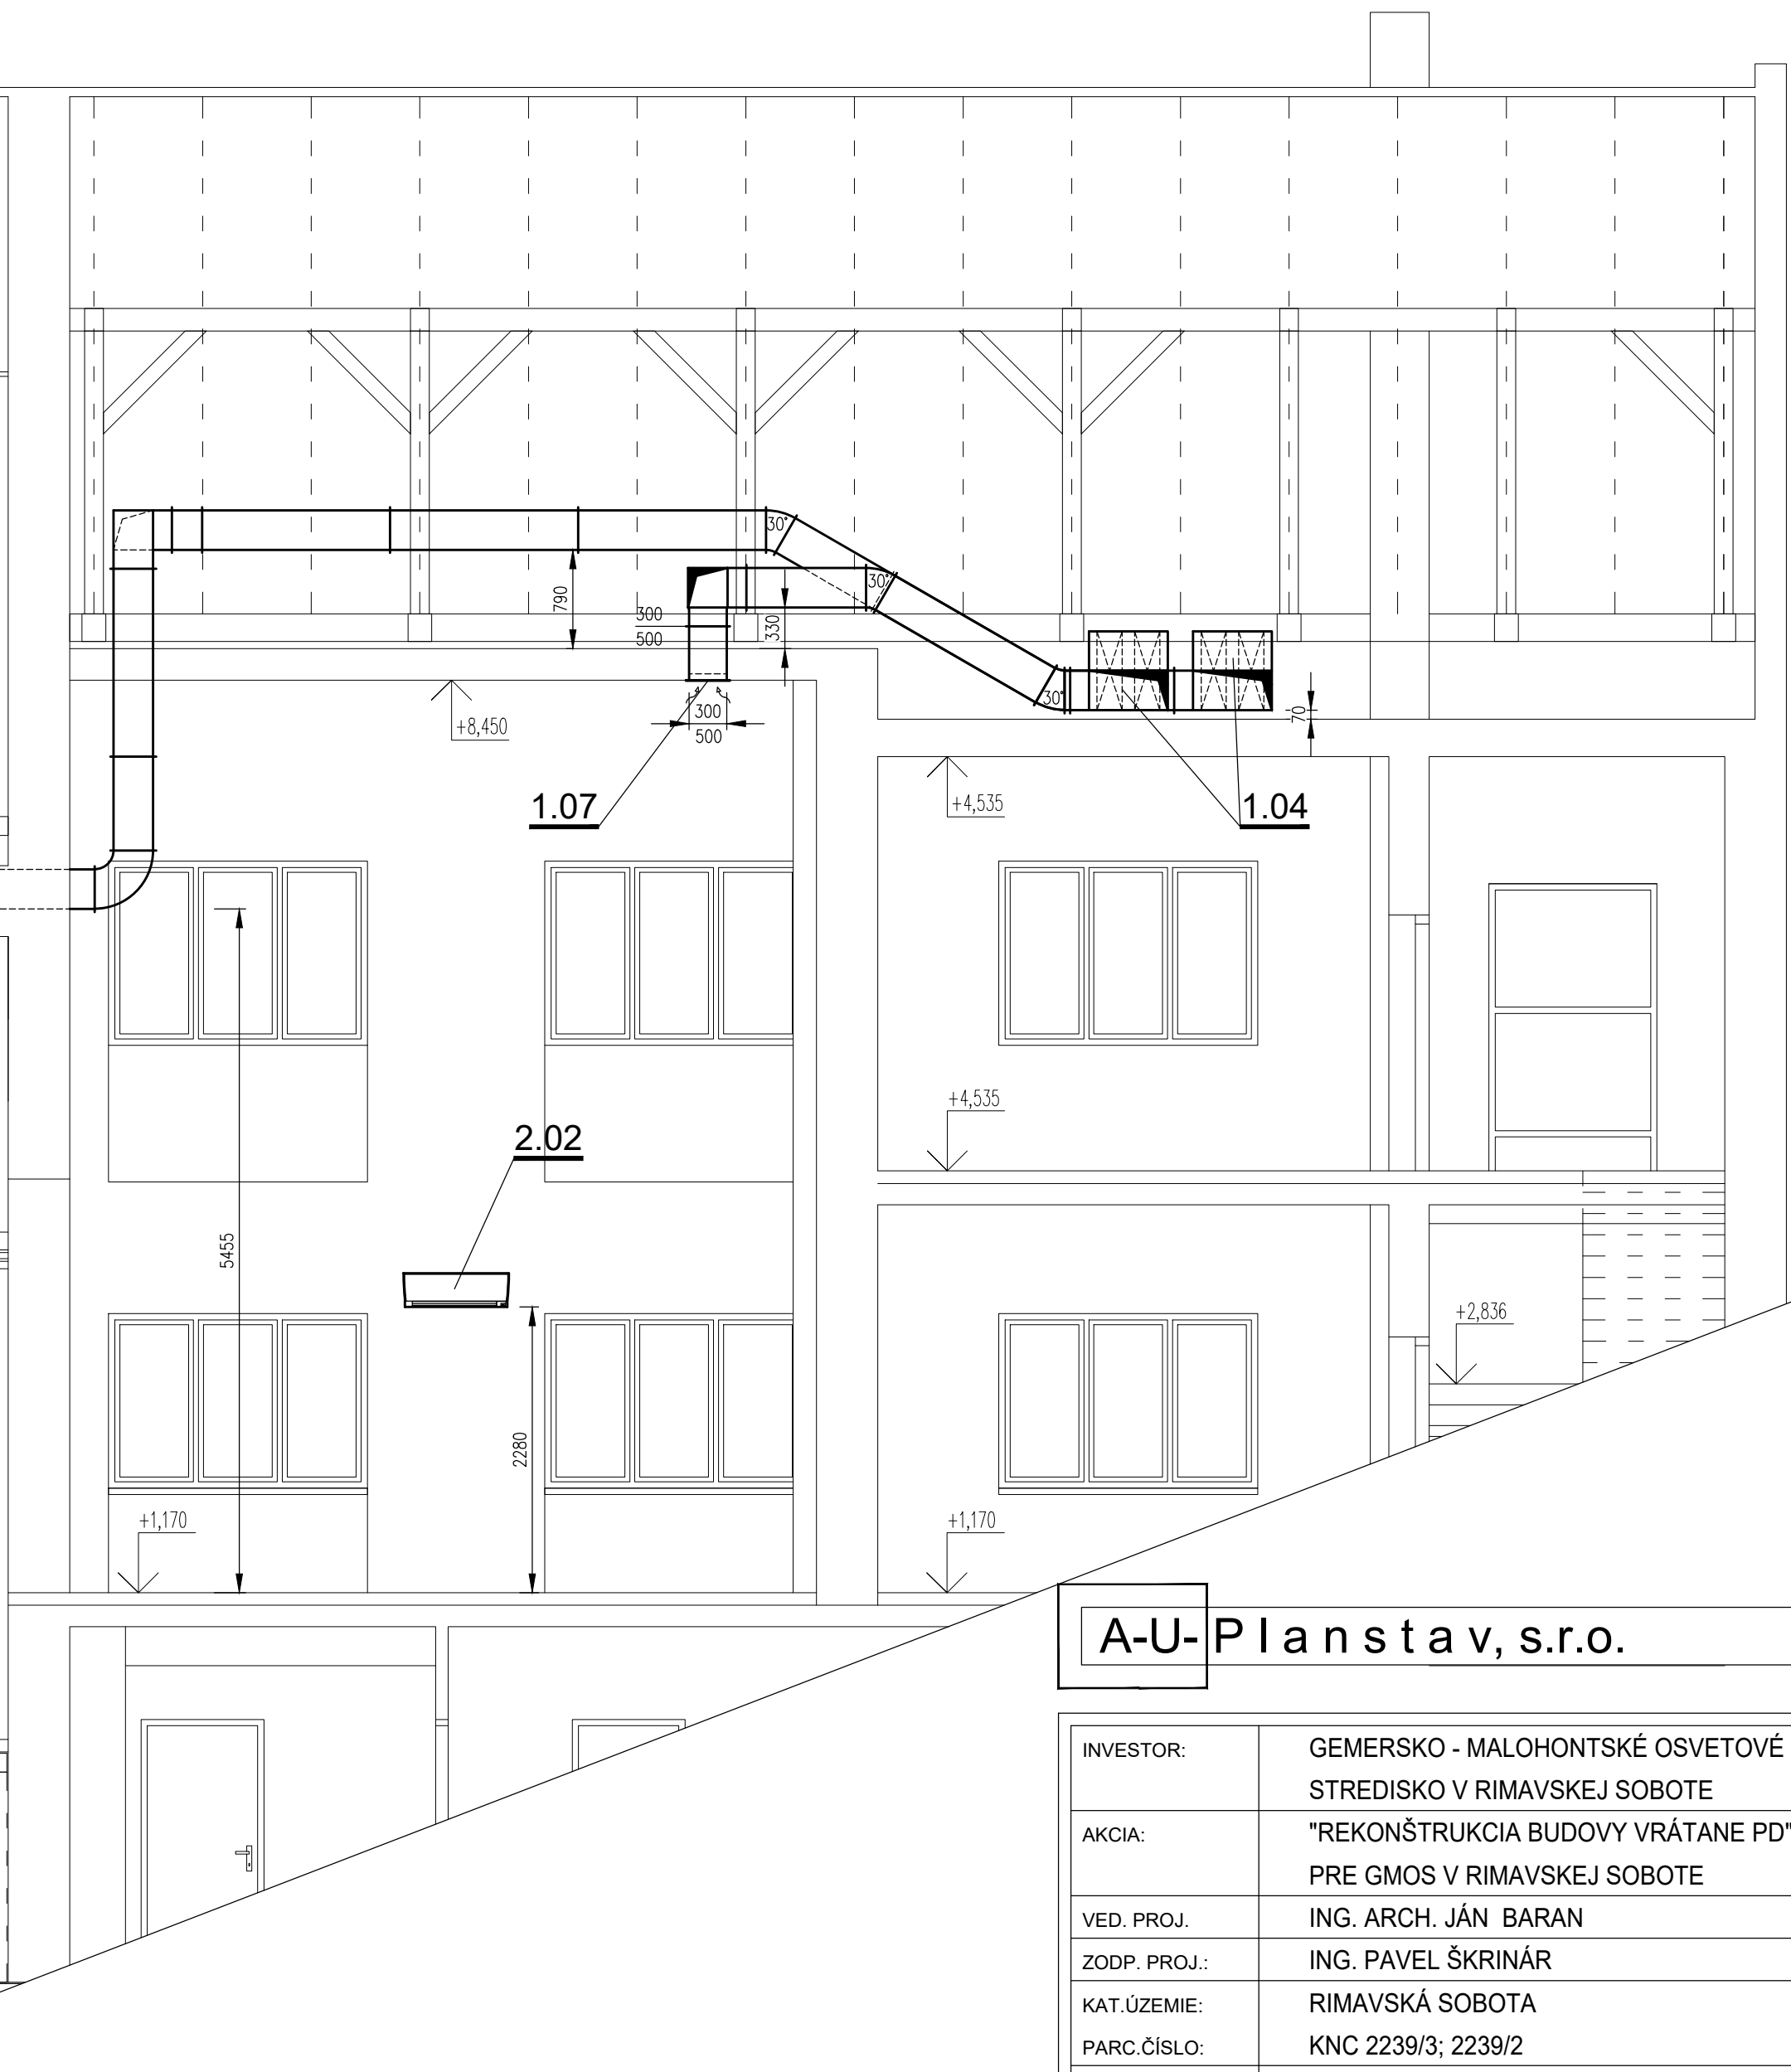 30°
30°
790
300
500
330
30°
70
+8,450
300
500
1.07
+4,535
1.04
+4,535
2.02
5455
+2,836
2280
+1,170
+1,170
A-U-Planstav, s.r.o.
INVESTOR: GEMERSKO - MALOHONTSKÉ OSVETOVÉ
STREDISKO V RIMAVSKEJ SOBOTE
AKCIA: "REKONŠTRUKCIA BUDOVY VRÁTANE PD"
PRE GMOS V RIMAVSKEJ SOBOTE
VED. PROJ. ING. ARCH. JÁN BARAN
ZODP. PROJ.: ING. PAVEL ŠKRINÁR
KAT.ÚZEMIE: RIMAVSKÁ SOBOTA
PARC.ČÍSLO: KNC 2239/3; 2239/2